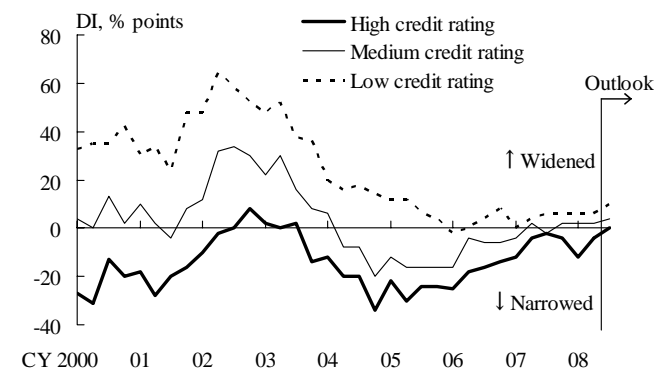 DI, % points
80
60
40
20
0
-20
-40
High credit rating
Medium credit rating
Low credit rating
Outlook
↑ Widened
↓ Narrowed
CY 2000 01 02 03 04 05 06 07 08